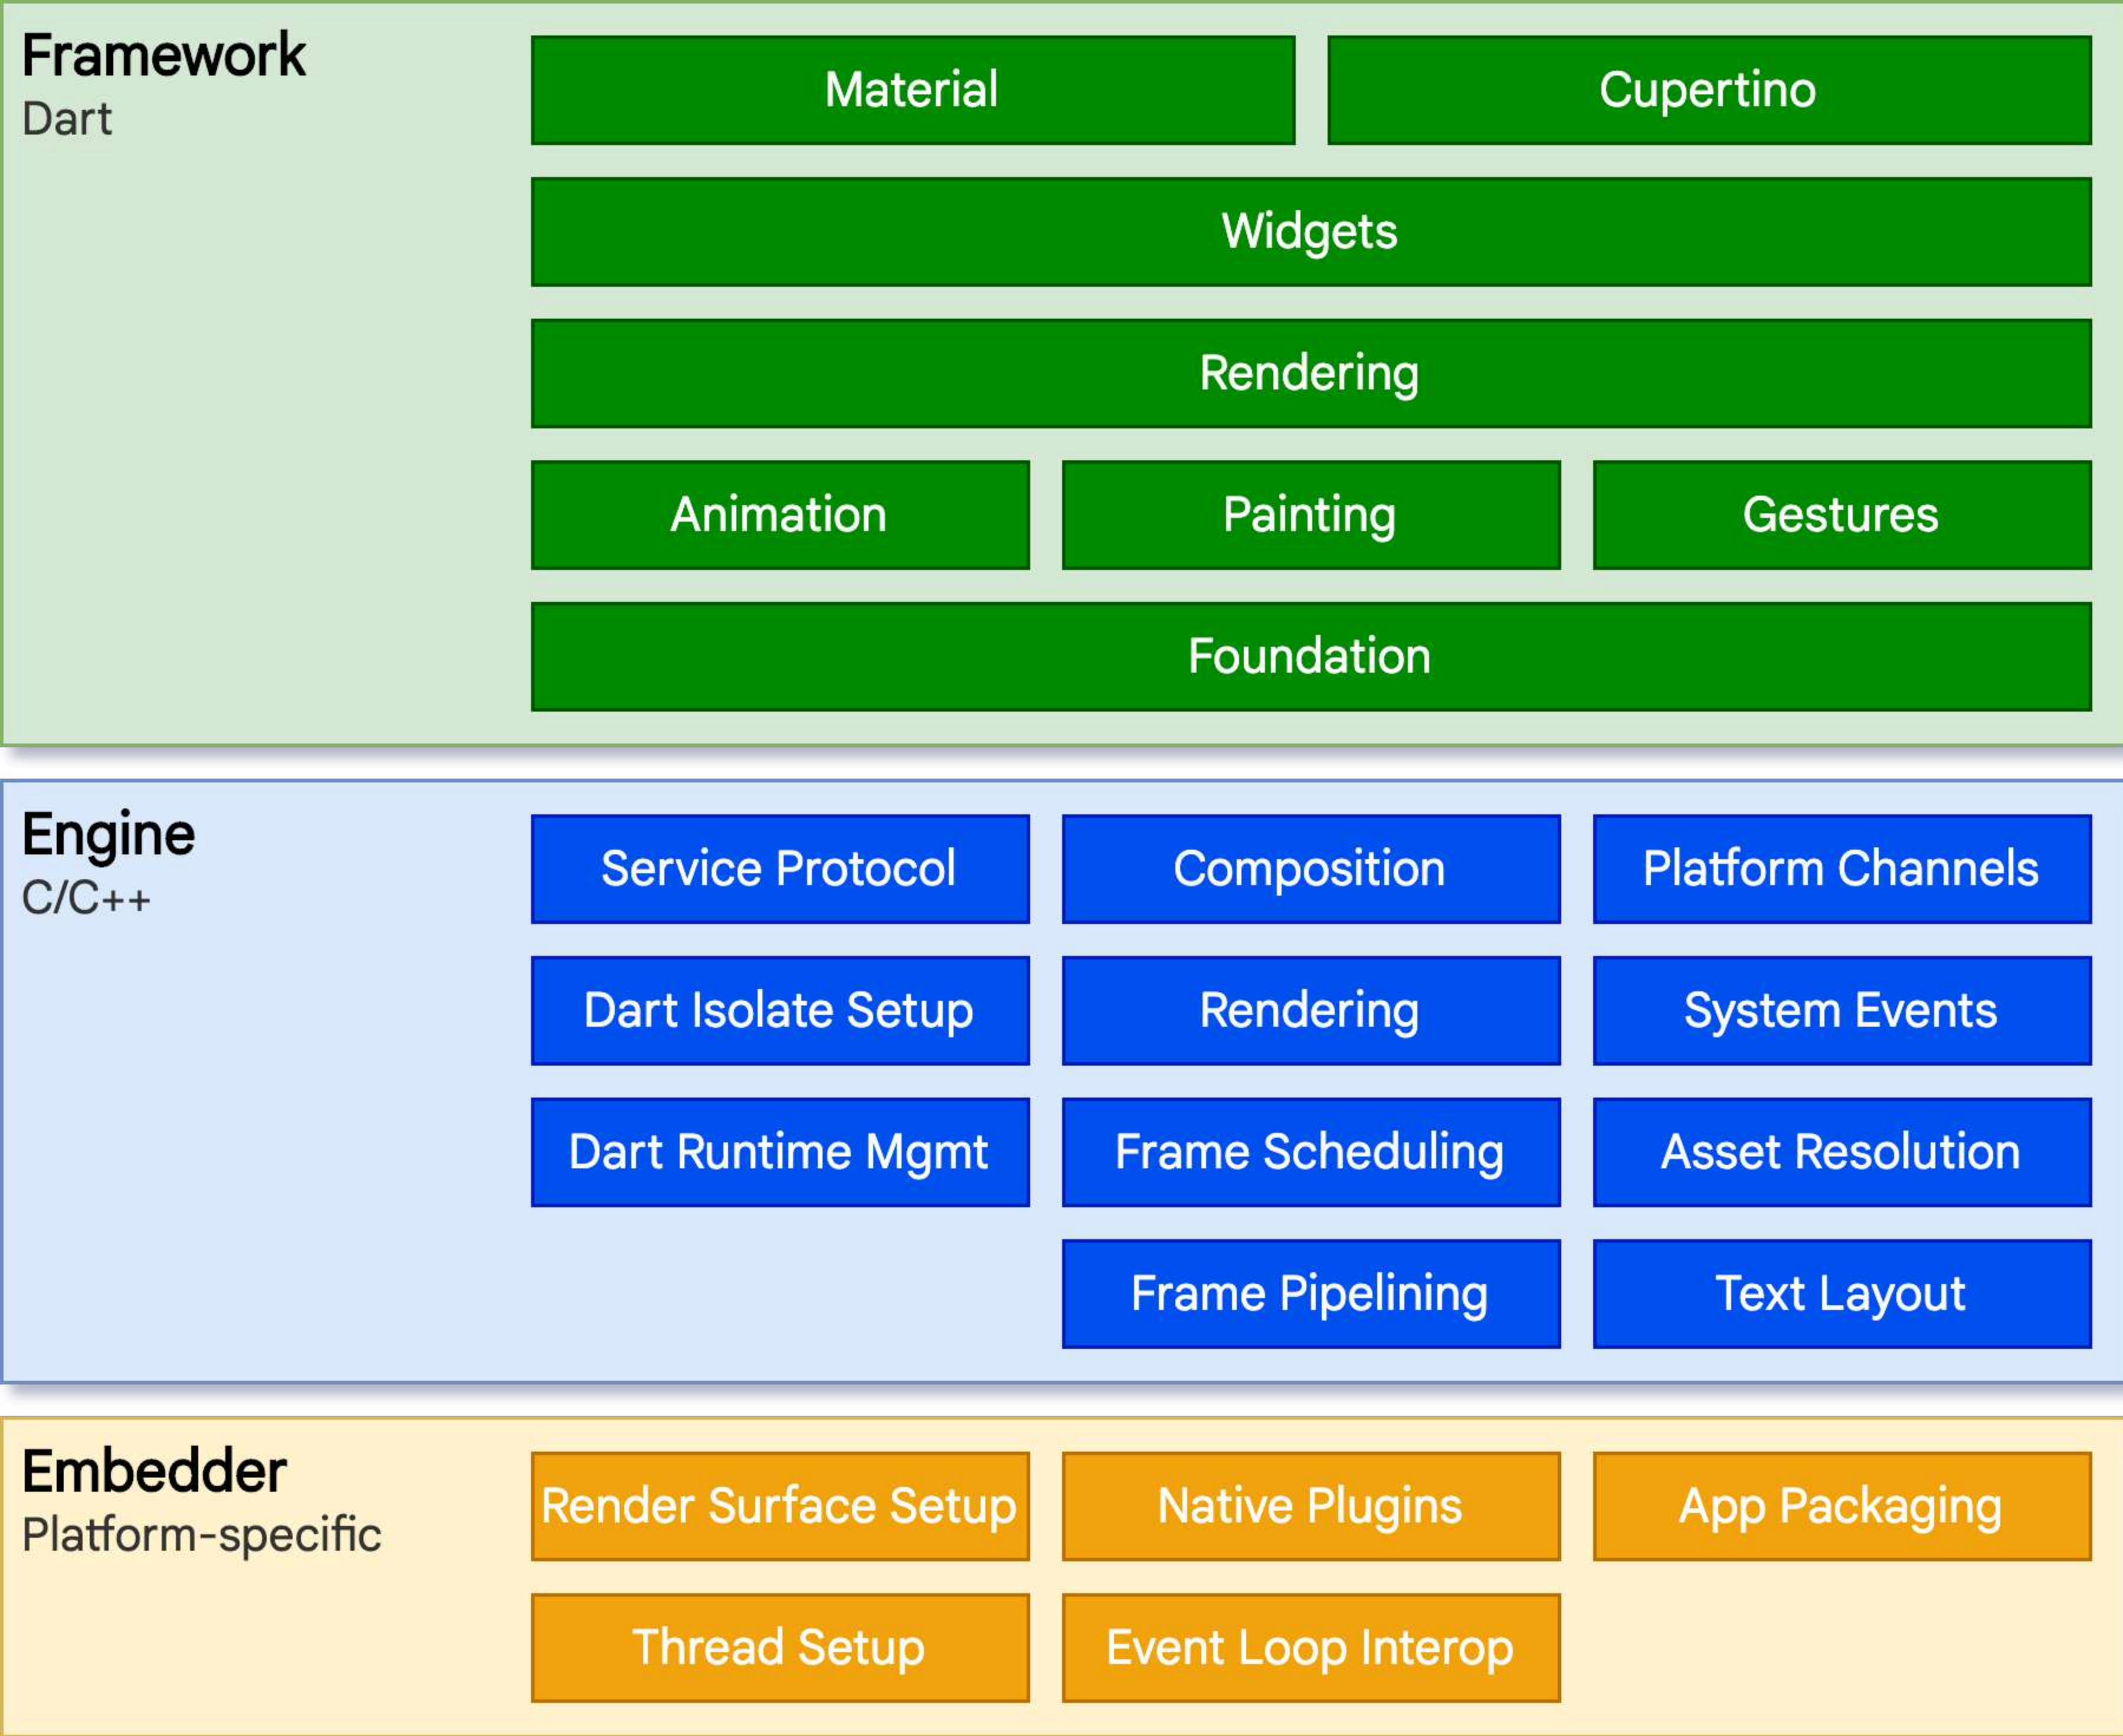 Framework
Dart
Material
Cupertino
Widgets
Rendering
Animation
Painting
Gestures
Foundation
Engine
C/C++
Service Protocol
Composition
Platform Channels
Dart Isolate Setup
Rendering
System Events
Dart Runtime Mgmt
Frame Scheduling
Asset Resolution
Frame Pipelining
Text Layout
Embedder
Platform-specific
Render Surface Setup
Native Plugins
App Packaging
Thread Setup
Event Loop Interop